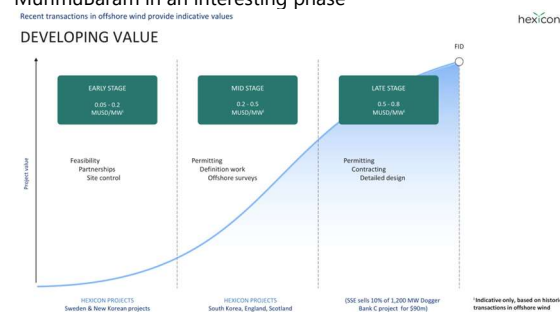 MunmuBaram in an interesting phase
Recent transactions in offshore wind provide indicative values
hexicon
DEVELOPING VALUE
FID
EARLY STAGE
0.05 - 0.2
MUSD/MW¹
MID STAGE
0.2 - 0.5
MUSD/MW¹
LATE STAGE
0.5 - 0.8
MUSD/MW¹
Project value
Feasibility
Partnerships
Site control
Permitting
Definition work
Offshore surveys
Permitting
Contracting
Detailed design
HEXICON PROJECTS
Sweden & New Korean projects
HEXICON PROJECTS
South Korea, England, Scotland
(SSE sells 10% of 1,200 MW Dogger
Bank C project for $90m)
¹Indicative only, based on historic
transactions in offshore wind